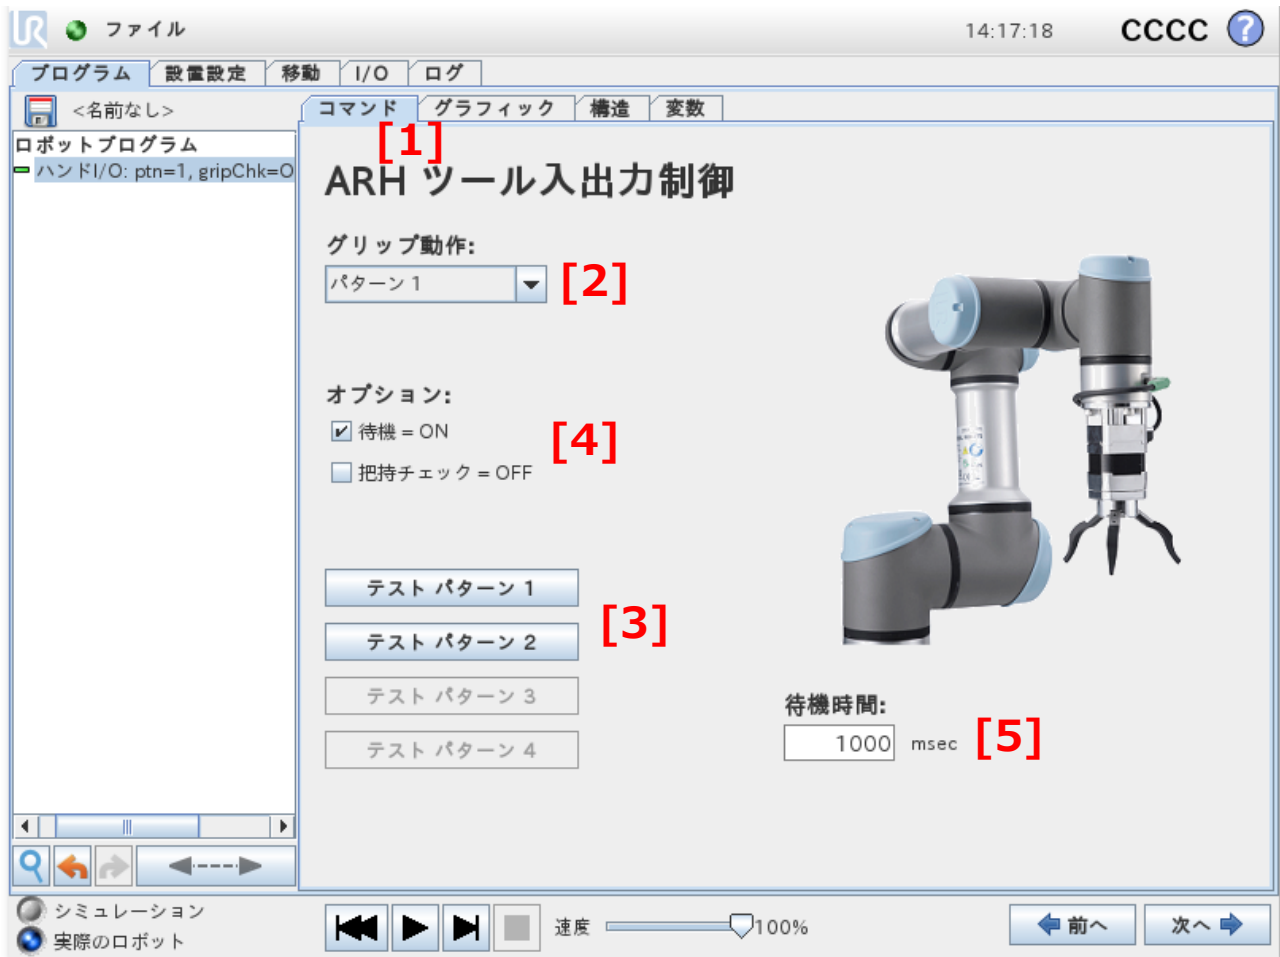 UR ファイル 14:17:18 CCCC ?
プログラム 設置設定 移動 I/O ログ
<名前なし>
コマンド グラフィック 構造 変数
[1]
ロボットプログラム
ハンドI/O: ptn=1, gripChk=O
ARH ツール入出力制御
グリップ動作:
パターン 1
[2]
オプション:
待機 = ON
[4]
把持チェック = OFF
テスト パターン 1
[3]
テスト パターン 2
テスト パターン 3
テスト パターン 4
待機時間:
1000 msec
[5]
シミュレーション
実際のロボット
速度 100%
前へ 次へ